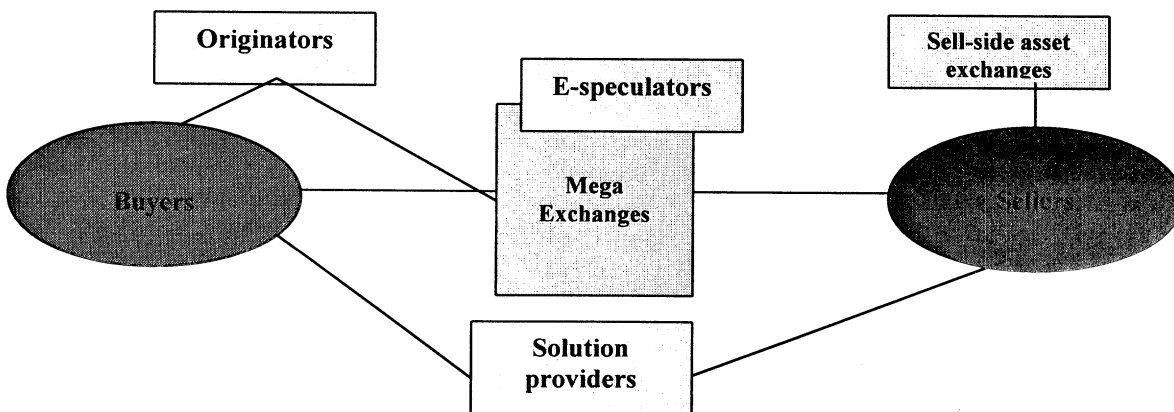 Originators
Sell-side asset
exchanges
E-speculators
Buyers
Mega
Exchanges
Sellers
Solution
providers